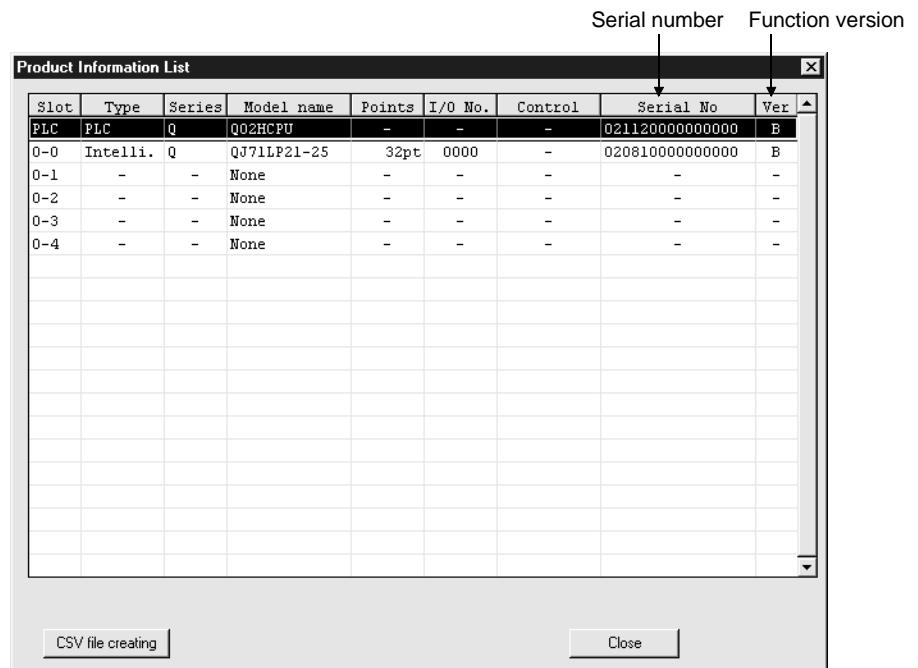 Serial number Function version
Product Information List
Slot Type Series Model name Points I/O No. Control Serial No Ver
PLC PLC Q Q02HCPU - - - 021120000000000 B
0-0 Intelli. Q QJ71LP21-25 32pt 0000 - 020810000000000 B
0-1 - - None - - - - -
0-2 - - None - - - - -
0-3 - - None - - - - -
0-4 - - None - - - - -
CSV file creating Close